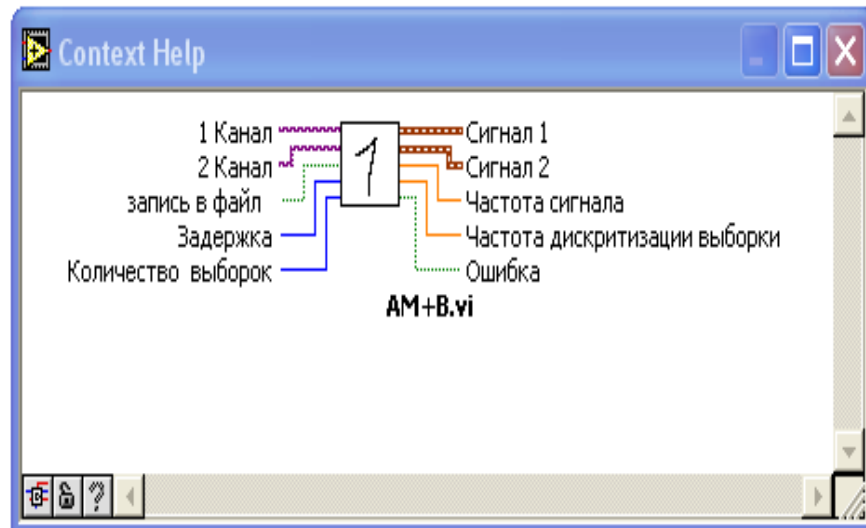 Context Help
1 Канал
2 Канал
запись в файл
Задержка
Количество выборок
1
Сигнал 1
Сигнал 2
Частота сигнала
Частота дискритизации выборки
Ошибка
AM+B.vi
?